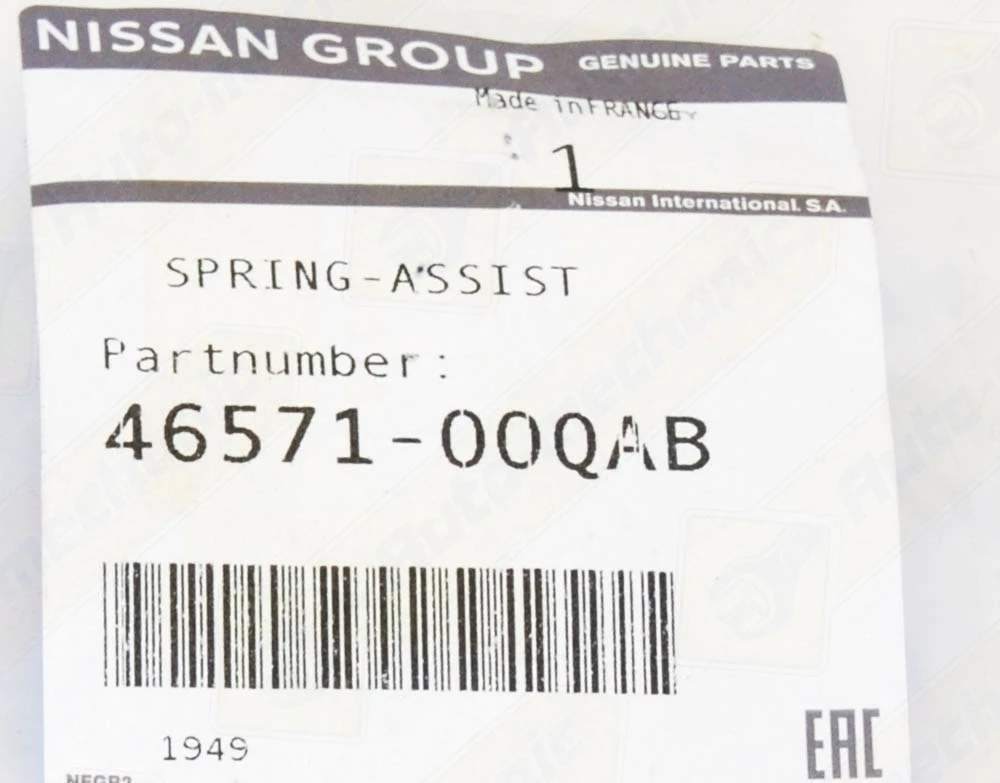 NISSAN GROUP GENUINE PARTS
Made in FRANCE
1
Nissan International S.A.
SPRING-ASSIST
Partnumber:
46571-00QAB
1949
EAC